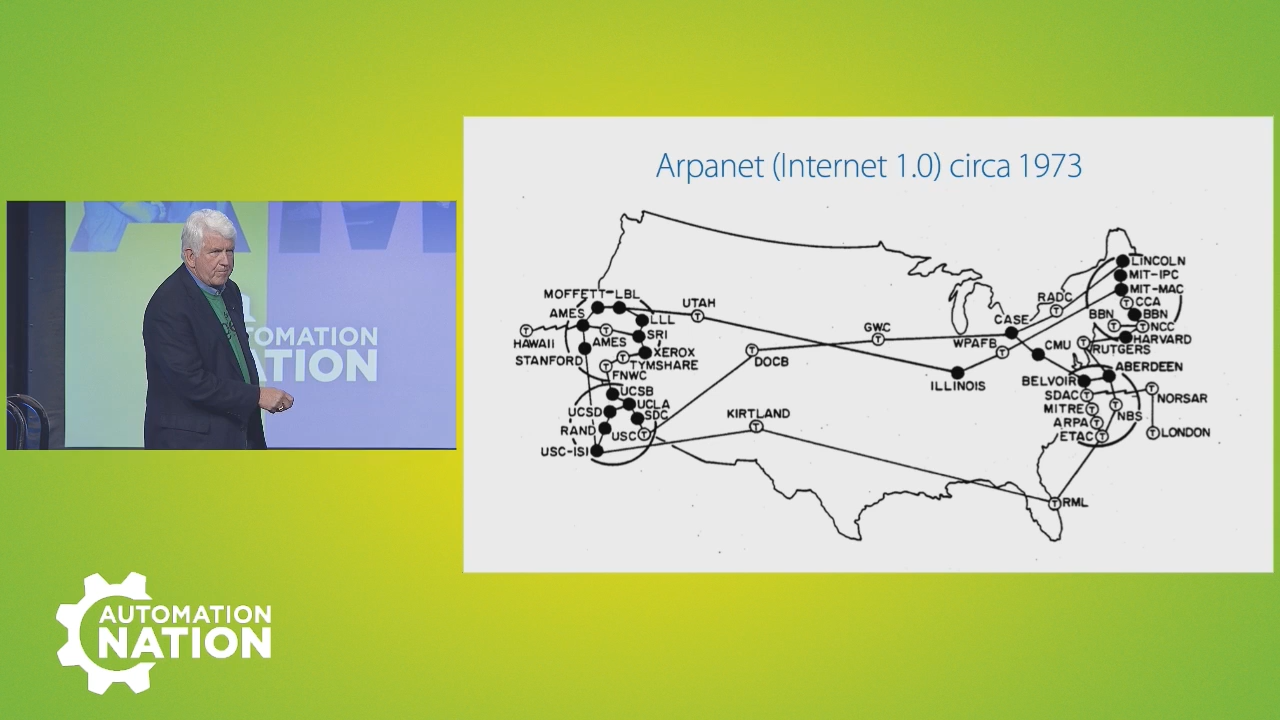 Arpanet (Internet 1.0) circa 1973
LINCOLN
MIT-IPC
MIT-MAC
CCA
BBN
BBN
NCC
HARVARD
RUTGERS
ABERDEEN
RADC
CASE
WPAFB
CMU
BELVOIR
SDAC
NORSAR
MITRE
NBS
ARPA
ETAC
LONDON
RML
MOFFETT
LBL
UTAH
AMES
LLL
SRI
HAWAII
AMES
STANFORD
XEROX
TYMSHARE
FNWC
UCSB
UCLA
UCSD
SDC
RAND
USC
USC-ISI
GWC
DOCB
ILLINOIS
KIRTLAND
AM
TOMATION
ATION
AUTOMATION
NATION